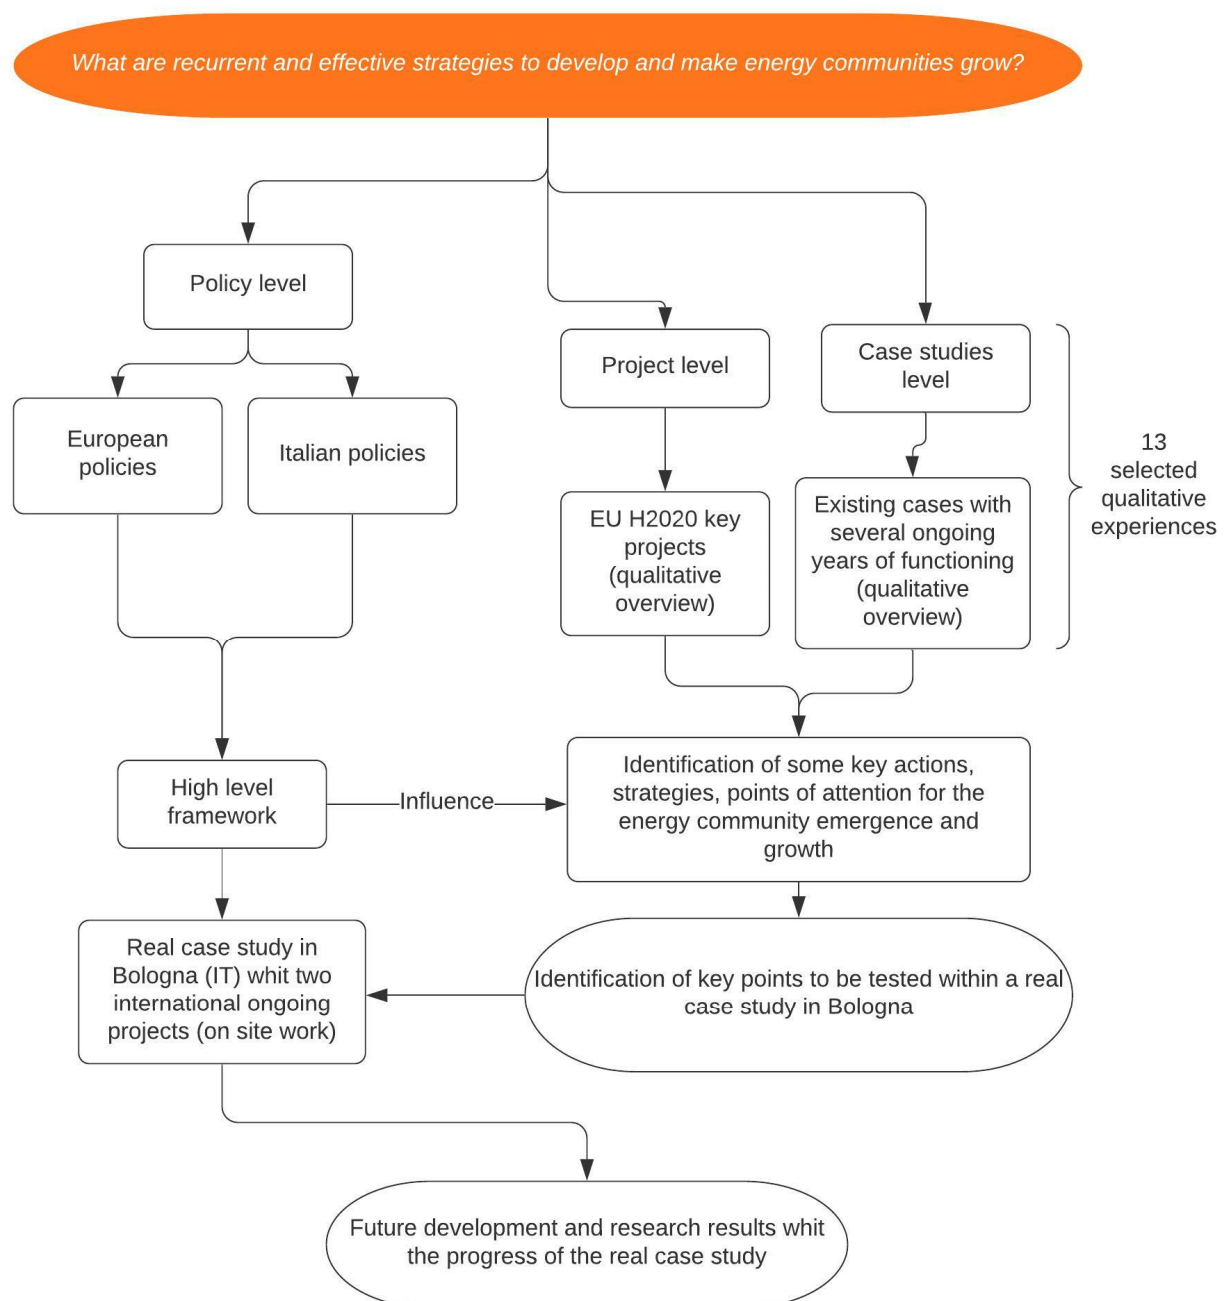 What are recurrent and effective strategies to develop and make energy communities grow?
Policy level
Project level
Case studies
level
European
policies
Italian policies
13
selected
qualitative
experiences
EU H2020 key
projects
(qualitative
overview)
Existing cases with
several ongoing
years of functioning
(qualitative
overview)
High level
framework
Influence
Identification of some key actions,
strategies, points of attention for the
energy community emergence and
growth
Real case study in
Bologna (IT) whit two
international ongoing
projects (on site work)
Identification of key points to be tested within a real
case study in Bologna
Future development and research results whit
the progress of the real case study